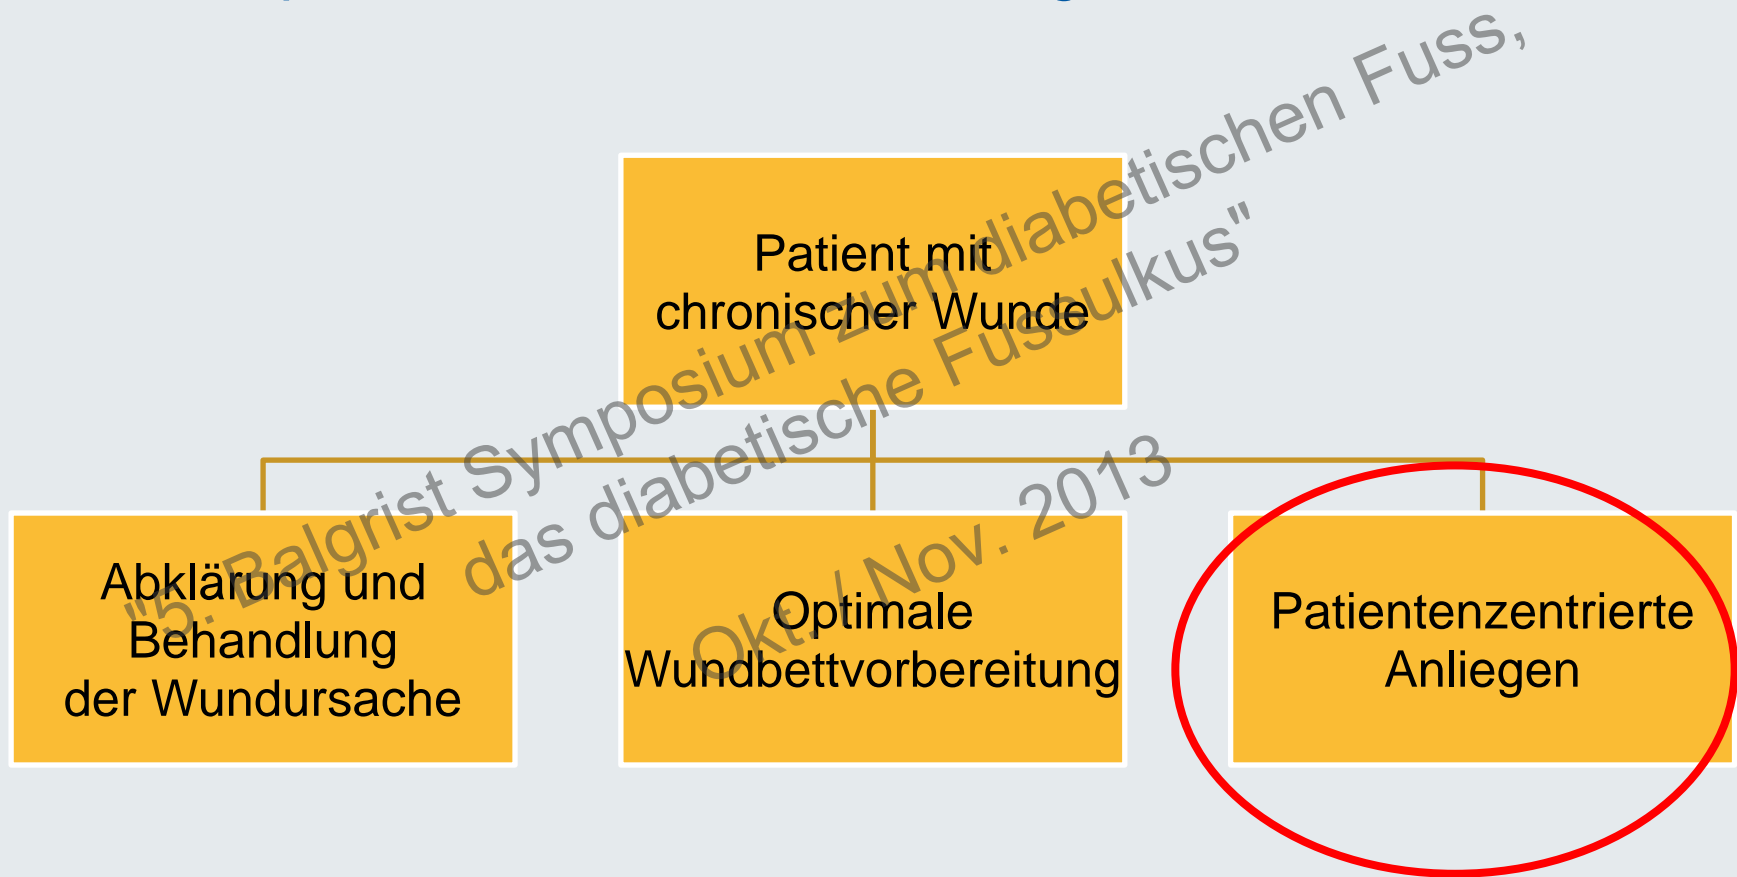 Patient mit
chronischer Wunde
Abklärung und
Behandlung
der Wundursache
Optimale
Wundbettvorbereitung
Patientenzentrierte
Anliegen
"5. Balgrist Symposium zum diabetischen Fuss,
das diabetische Fussulkus"
Okt. / Nov. 2013